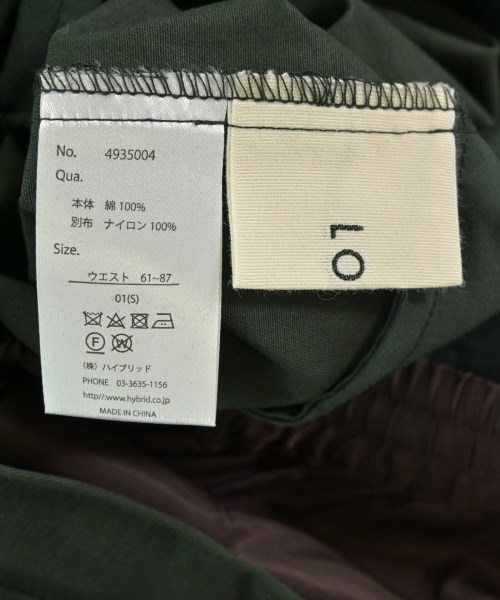 No. 4935004
Qua.
本体 綿 100%
別布 ナイロン 100%
Size.
ウエスト 61~87
01(S)
F W
(株) ハイブリッド
PHONE 03-3635-1156
http//:www.hybrid.co.jp
MADE IN CHINA
LO